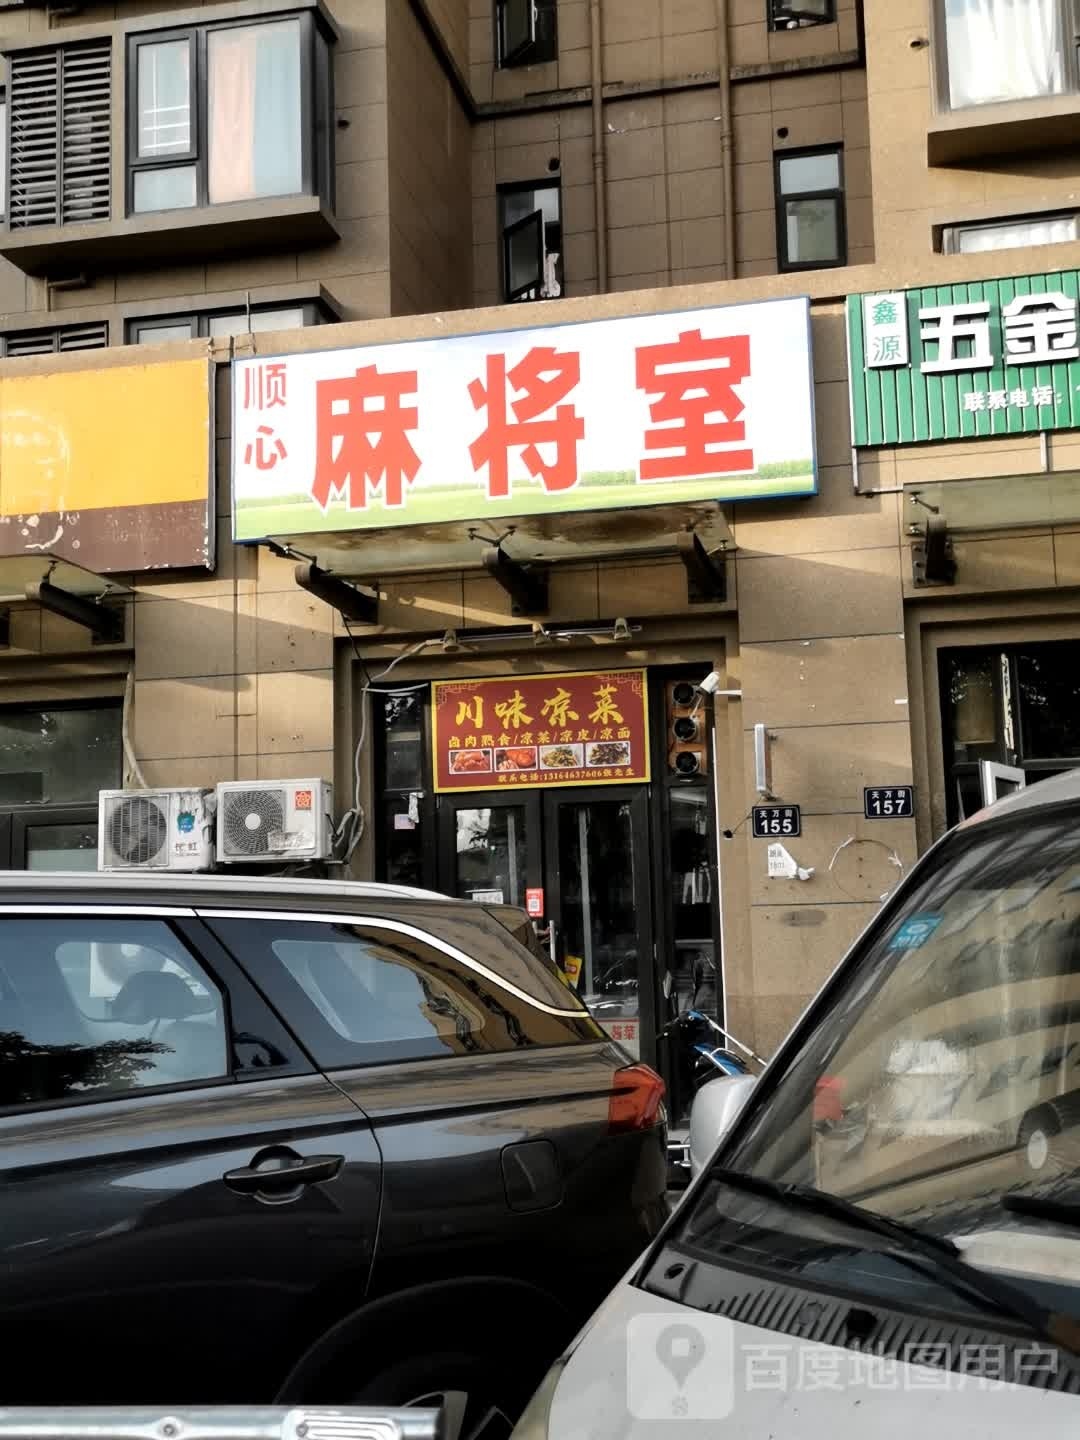 顺心
麻将室
鑫源
五金
联系电话:
川味凉菜
卤肉熟食/凉菜/凉皮/凉面
联系电话:13164637606张先生
天万街
155
天万街
157
酱菜
百度地图用户